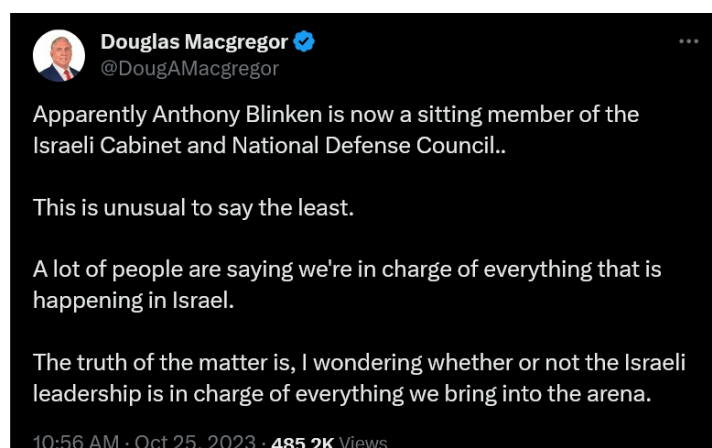 Douglas Macgregor
@DougAMacgregor
Apparently Anthony Blinken is now a sitting member of the
Israeli Cabinet and National Defense Council..
This is unusual to say the least.
A lot of people are saying we're in charge of everything that is
happening in Israel.
The truth of the matter is, I wondering whether or not the Israeli
leadership is in charge of everything we bring into the arena.
10:56 AM · Oct 25, 2023 · 485.2K Views